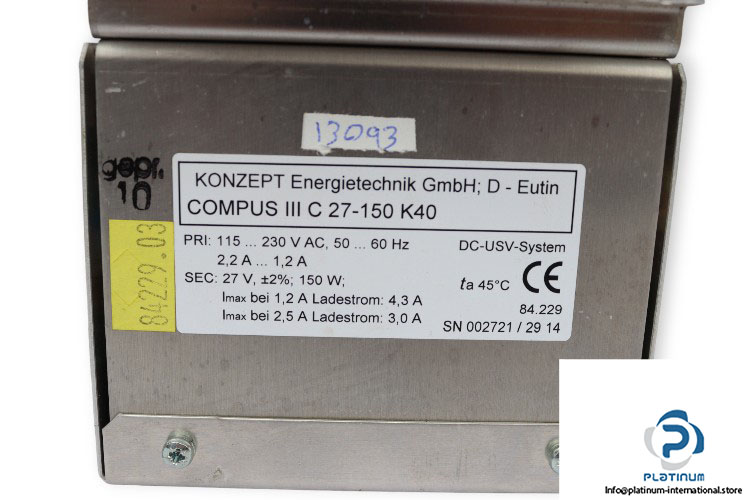 13093
gepr.
10
84229.03
KONZEPT Energietechnik GmbH; D - Eutin
COMPUS III C 27-150 K40
PRI: 115 ... 230 V AC, 50 ... 60 Hz
2,2 A ... 1,2 A
SEC: 27 V, ±2%; 150 W;
Imax bei 1,2 A Ladestrom: 4,3 A
Imax bei 2,5 A Ladestrom: 3,0 A
DC-USV-System
ta 45°C CE
84.229
SN 002721 / 29 14
PLATINUM
Info@platinum-international.store